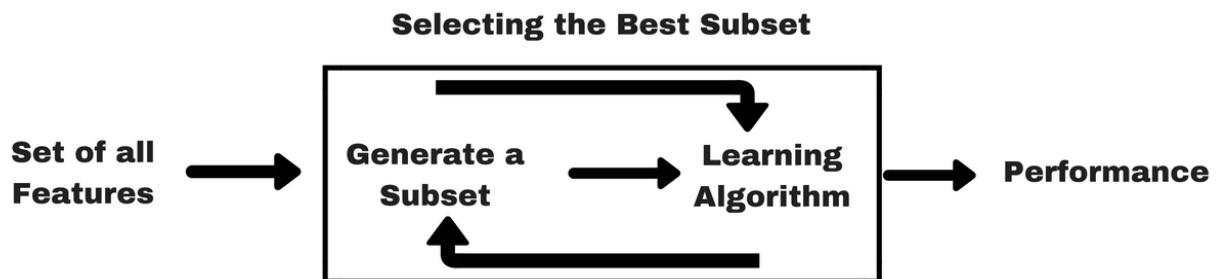 Selecting the Best Subset
Set of all
Features
Generate a
Subset
Learning
Algorithm
Performance